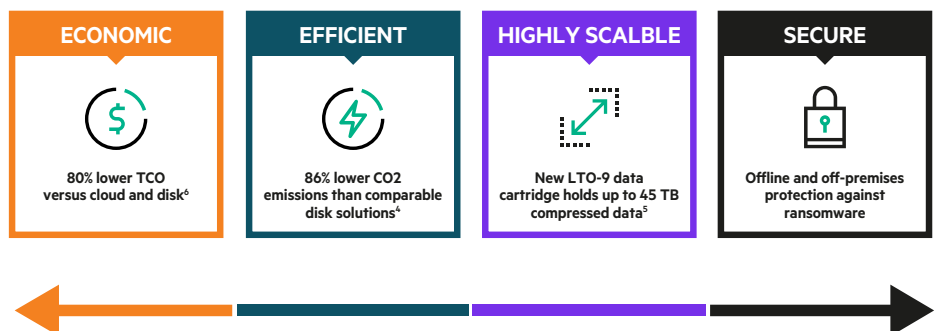 ECONOMIC
80% lower TCO
versus cloud and disk⁶
EFFICIENT
86% lower CO2
emissions than comparable
disk solutions⁴
HIGHLY SCALBLE
New LTO-9 data
cartridge holds up to 45 TB
compressed data⁵
SECURE
Offline and off-premises
protection against
ransomware